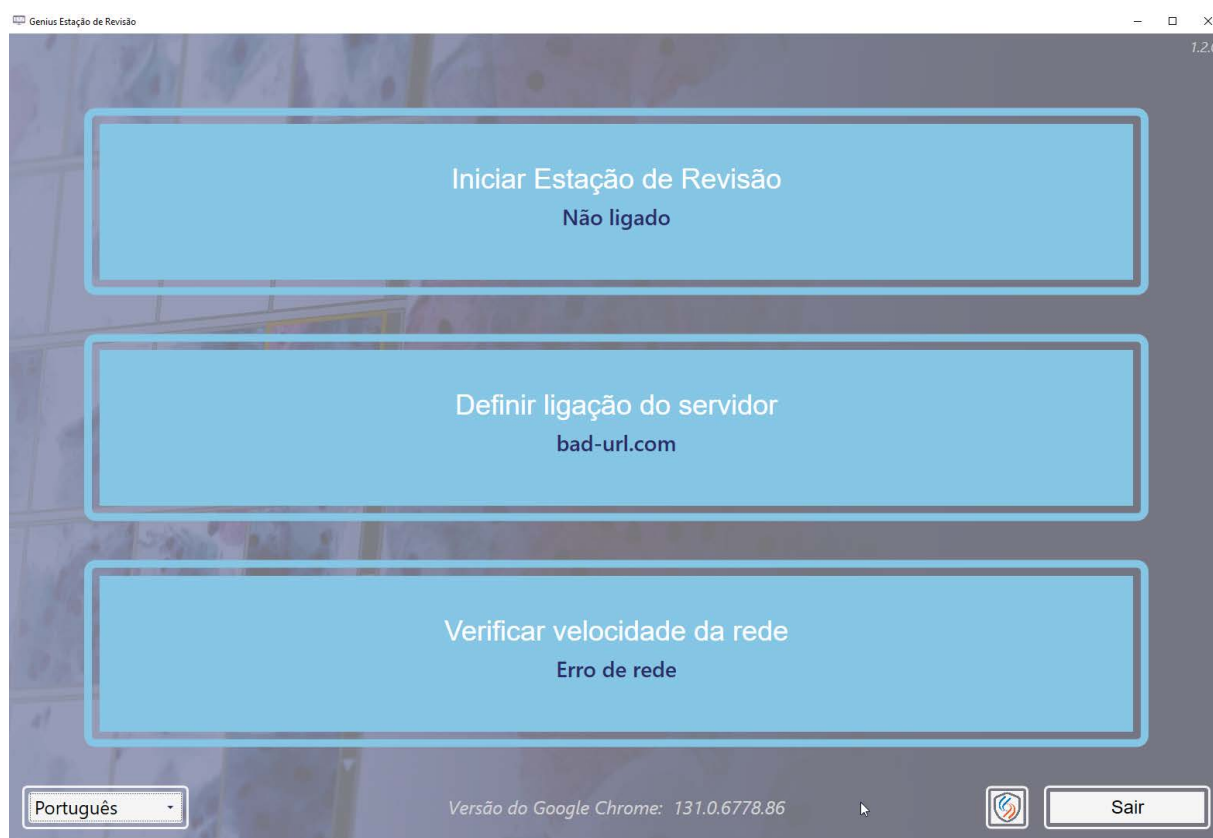 Genius Estação de Revisão
1.2.
Iniciar Estação de Revisão
Não ligado
Definir ligação do servidor
bad-url.com
Verificar velocidade da rede
Erro de rede
Português
Versão do Google Chrome: 131.0.6778.86
Sair